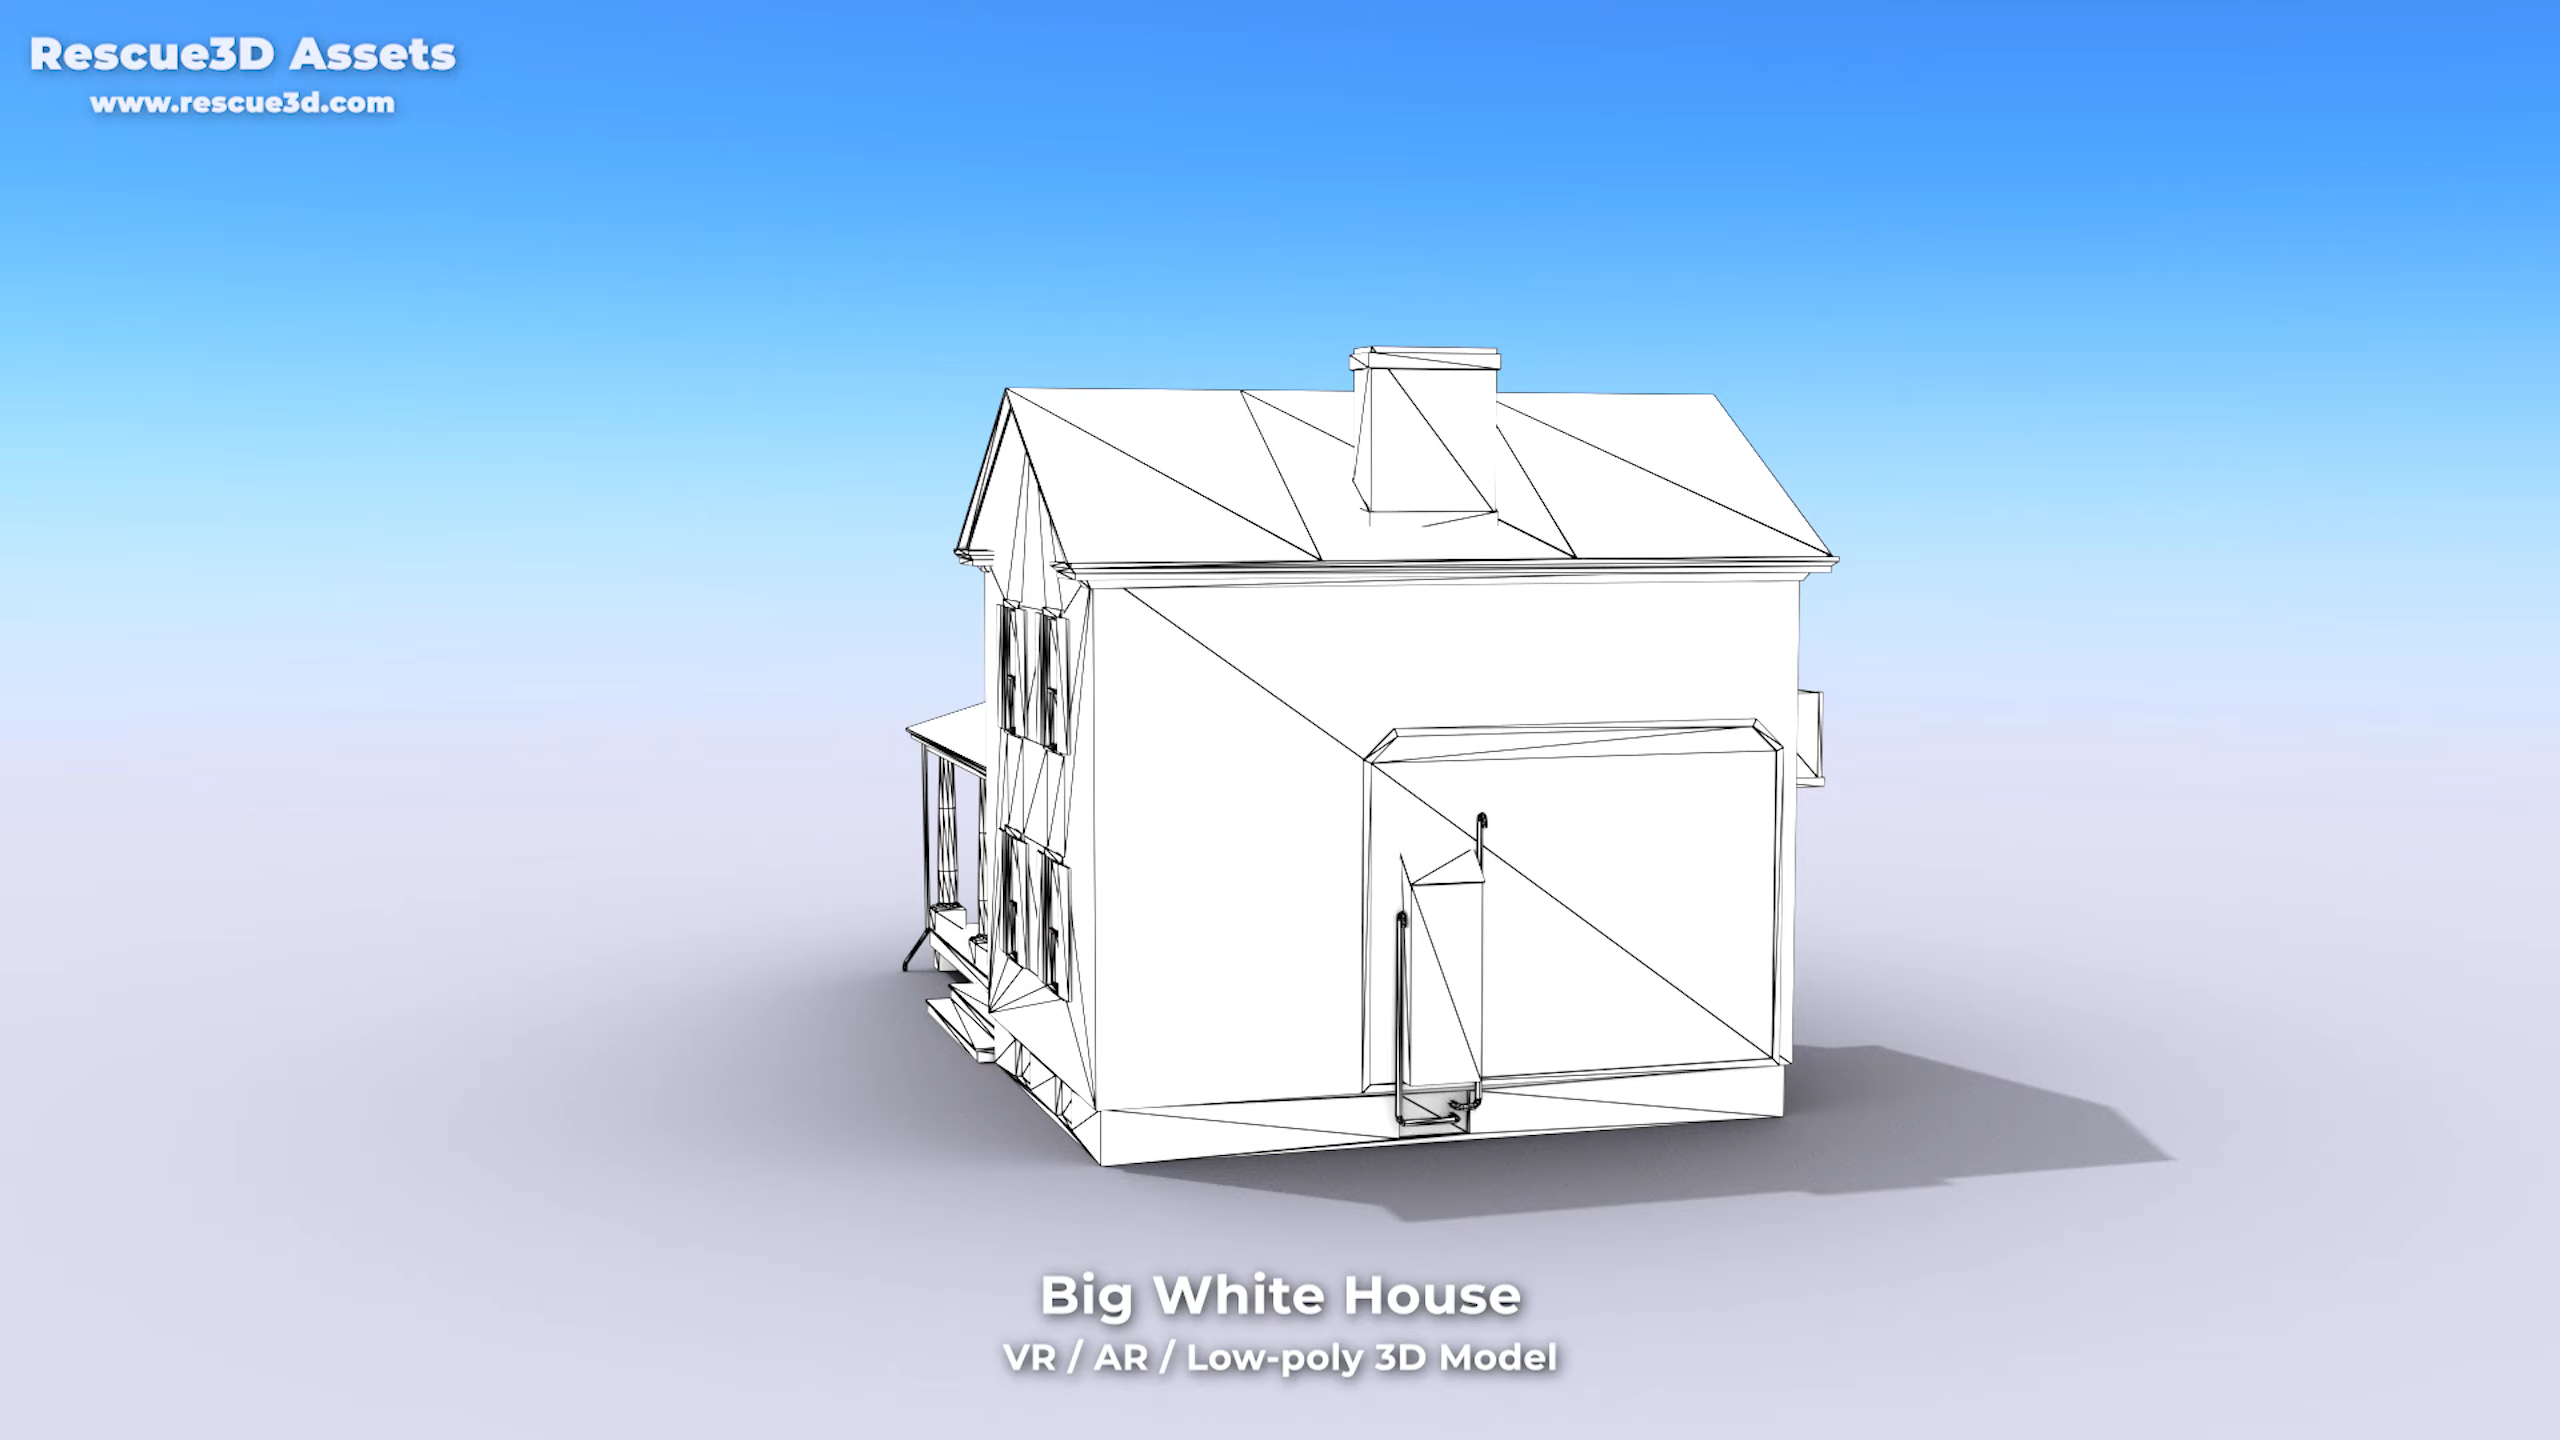 Rescue3D Assets
www.rescue3d.com
Big White House
VR / AR / Low-poly 3D Model